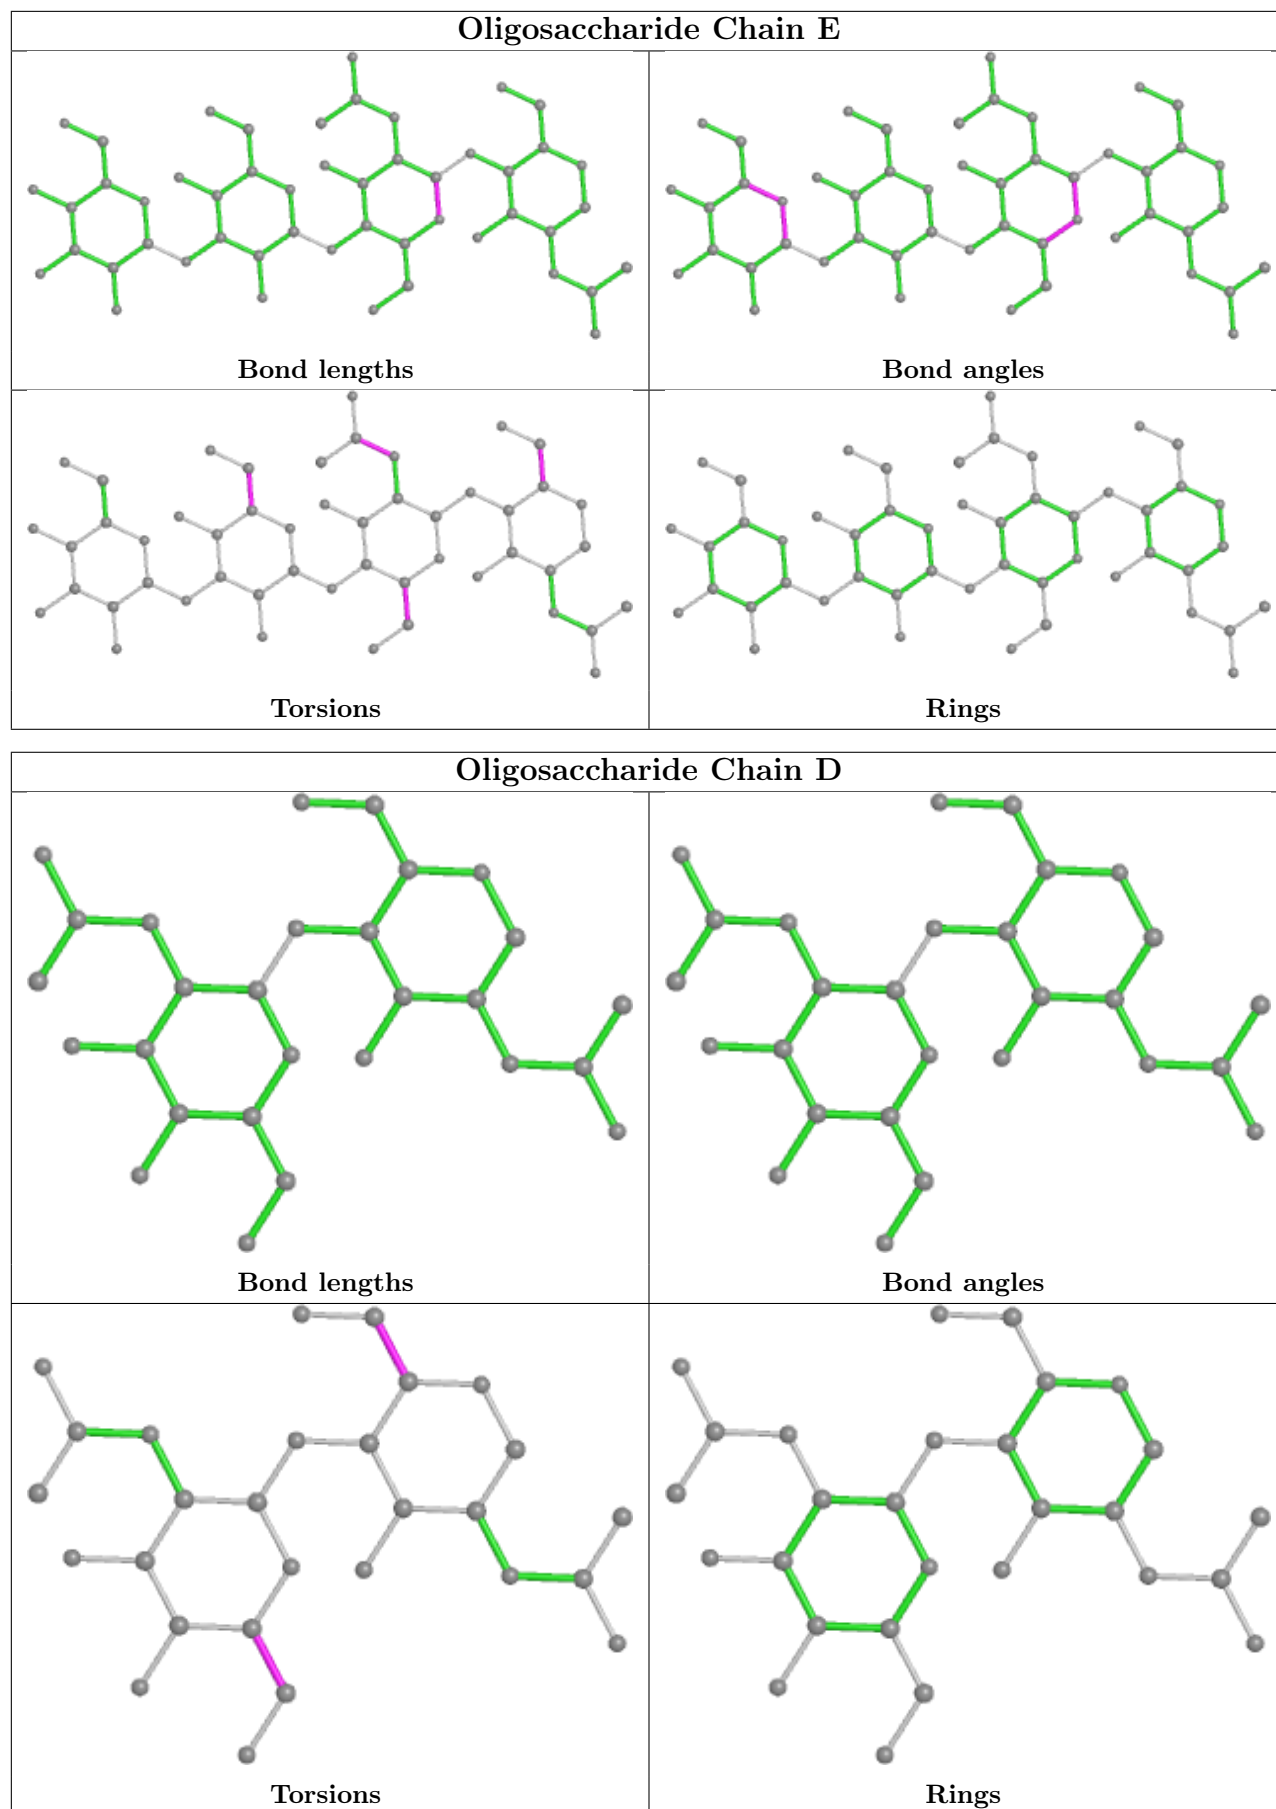 Oligosaccharide Chain E
Bond lengths
Bond angles
Torsions
Rings
Oligosaccharide Chain D
Bond lengths
Bond angles
Torsions
Rings